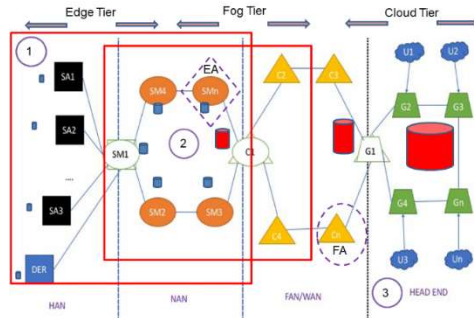 Edge Tier
Fog Tier
Cloud Tier
1
EA
U1
U2
SA1
SM4
SMn
C2
C3
G2
G3
SA2
2
SM1
C1
G1
....
SA3
SM2
SM3
C4
Cn
G4
Gn
FA
DER
U3
Un
3
HAN
NAN
FAN/WAN
HEAD END